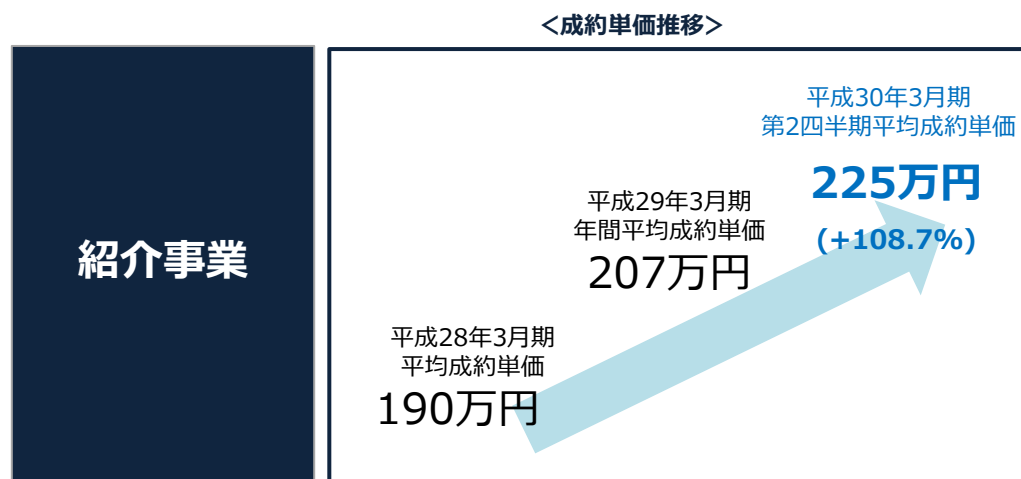 ＜成約単価推移＞
紹介事業
平成30年3月期
第2四半期平均成約単価
225万円
(+108.7%)
平成29年3月期
年間平均成約単価
207万円
平成28年3月期
平均成約単価
190万円